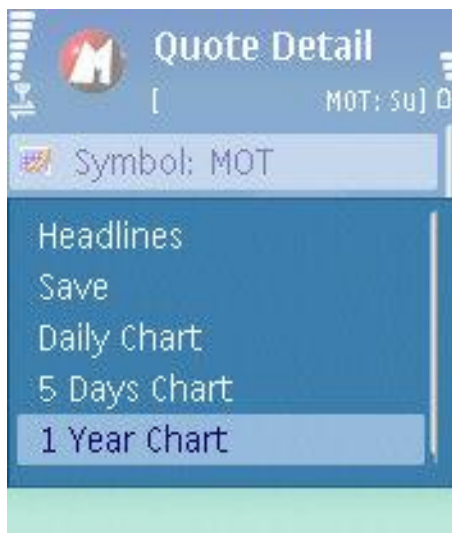 M
Quote Detail
[ MOT: Su]
Symbol: MOT
Headlines
Save
Daily Chart
5 Days Chart
1 Year Chart